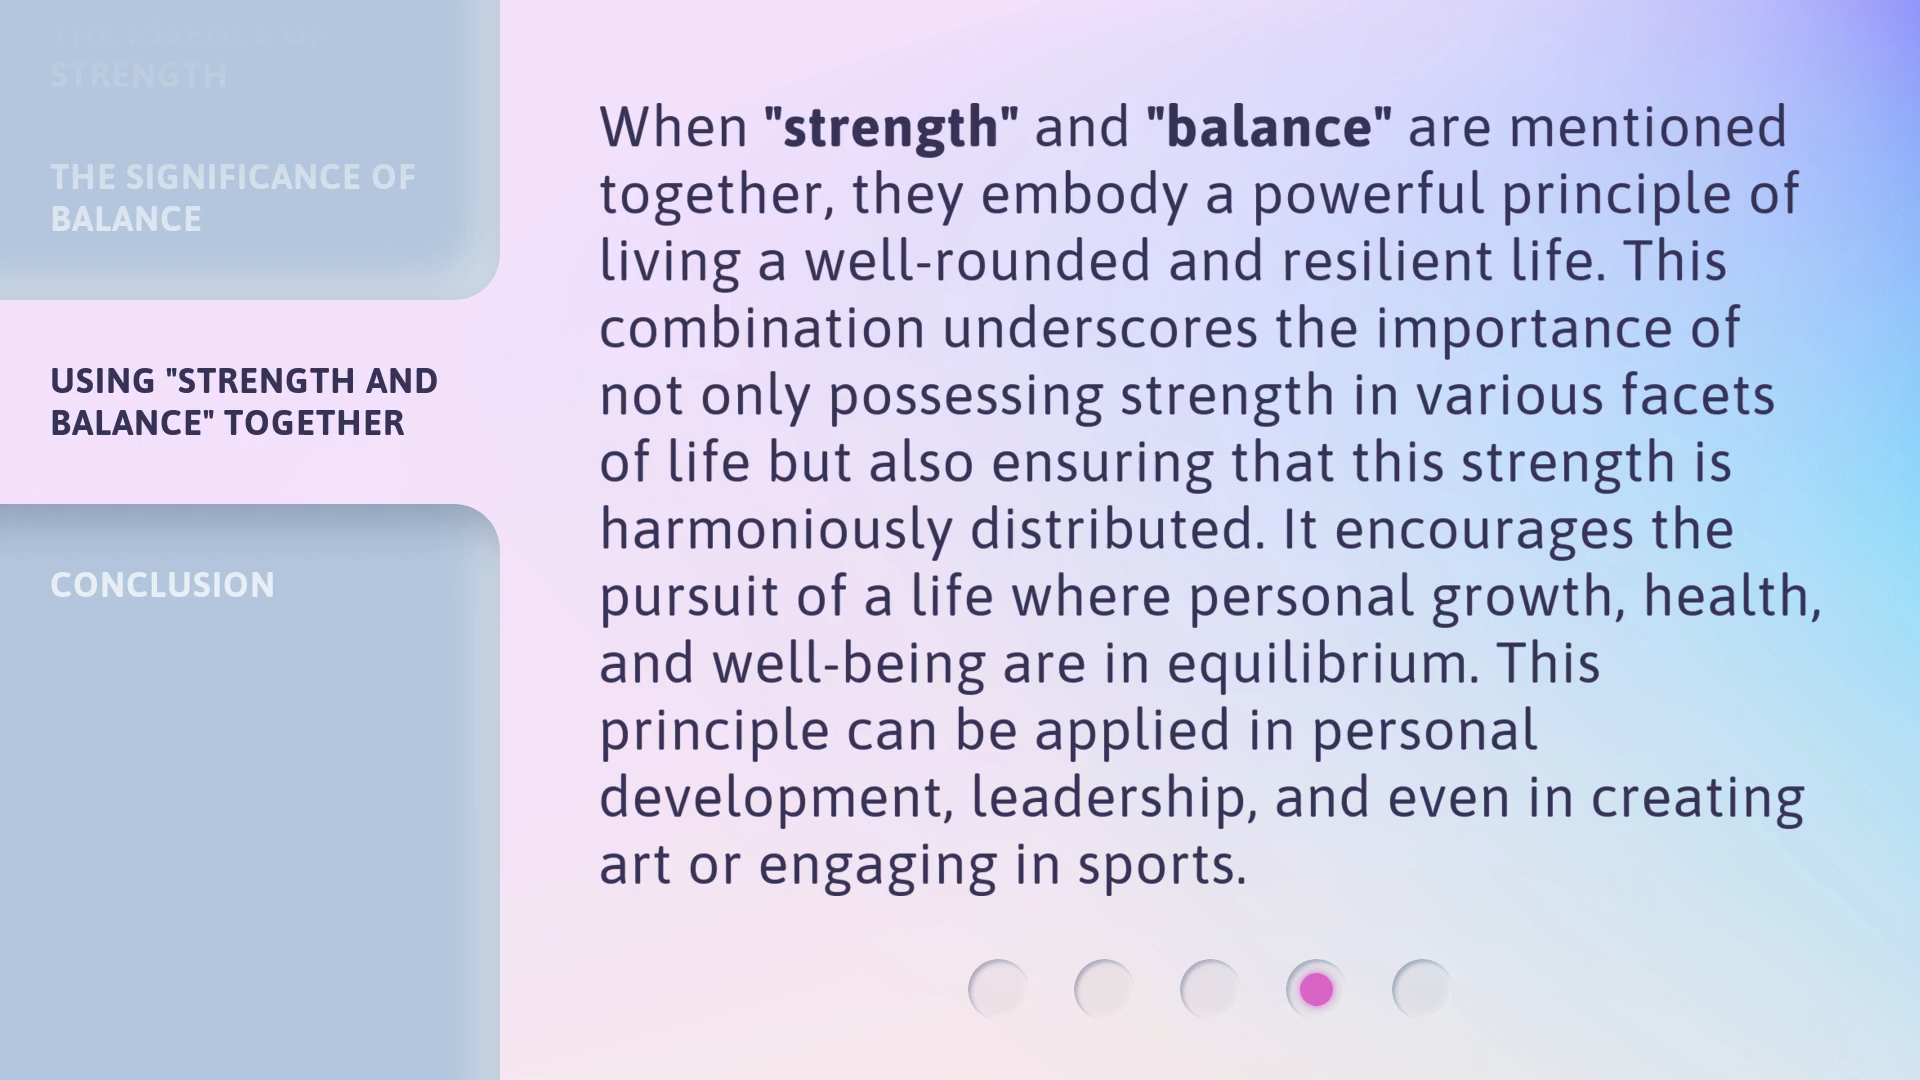 THE ESSENCE OF
STRENGTH
THE SIGNIFICANCE OF
BALANCE
USING "STRENGTH AND
BALANCE" TOGETHER
CONCLUSION
When "strength" and "balance" are mentioned
together, they embody a powerful principle of
living a well-rounded and resilient life. This
combination underscores the importance of
not only possessing strength in various facets
of life but also ensuring that this strength is
harmoniously distributed. It encourages the
pursuit of a life where personal growth, health,
and well-being are in equilibrium. This
principle can be applied in personal
development, leadership, and even in creating
art or engaging in sports.